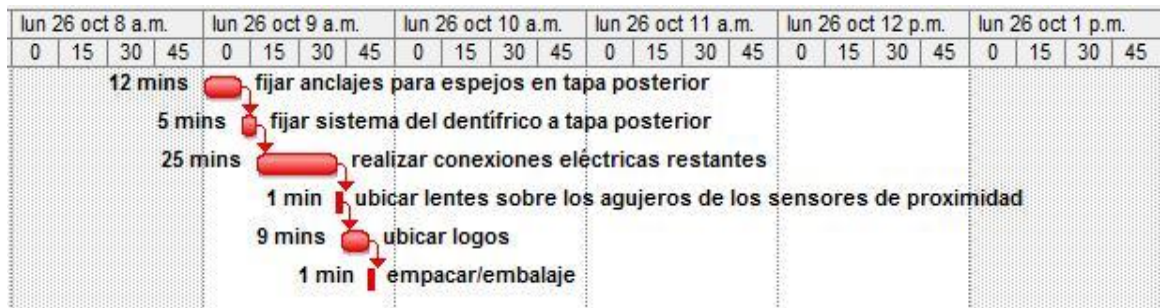 lun 26 oct 8 a.m. lun 26 oct 9 a.m. lun 26 oct 10 a.m. lun 26 oct 11 a.m. lun 26 oct 12 p.m. lun 26 oct 1 p.m.
0 15 30 45 0 15 30 45 0 15 30 45 0 15 30 45 0 15 30 45 0 15 30 45
12 mins fijar anclajes para espejos en tapa posterior
5 mins fijar sistema del dentífrico a tapa posterior
25 mins realizar conexiones eléctricas restantes
1 min ubicar lentes sobre los agujeros de los sensores de proximidad
9 mins ubicar logos
1 min empacar/embalaje